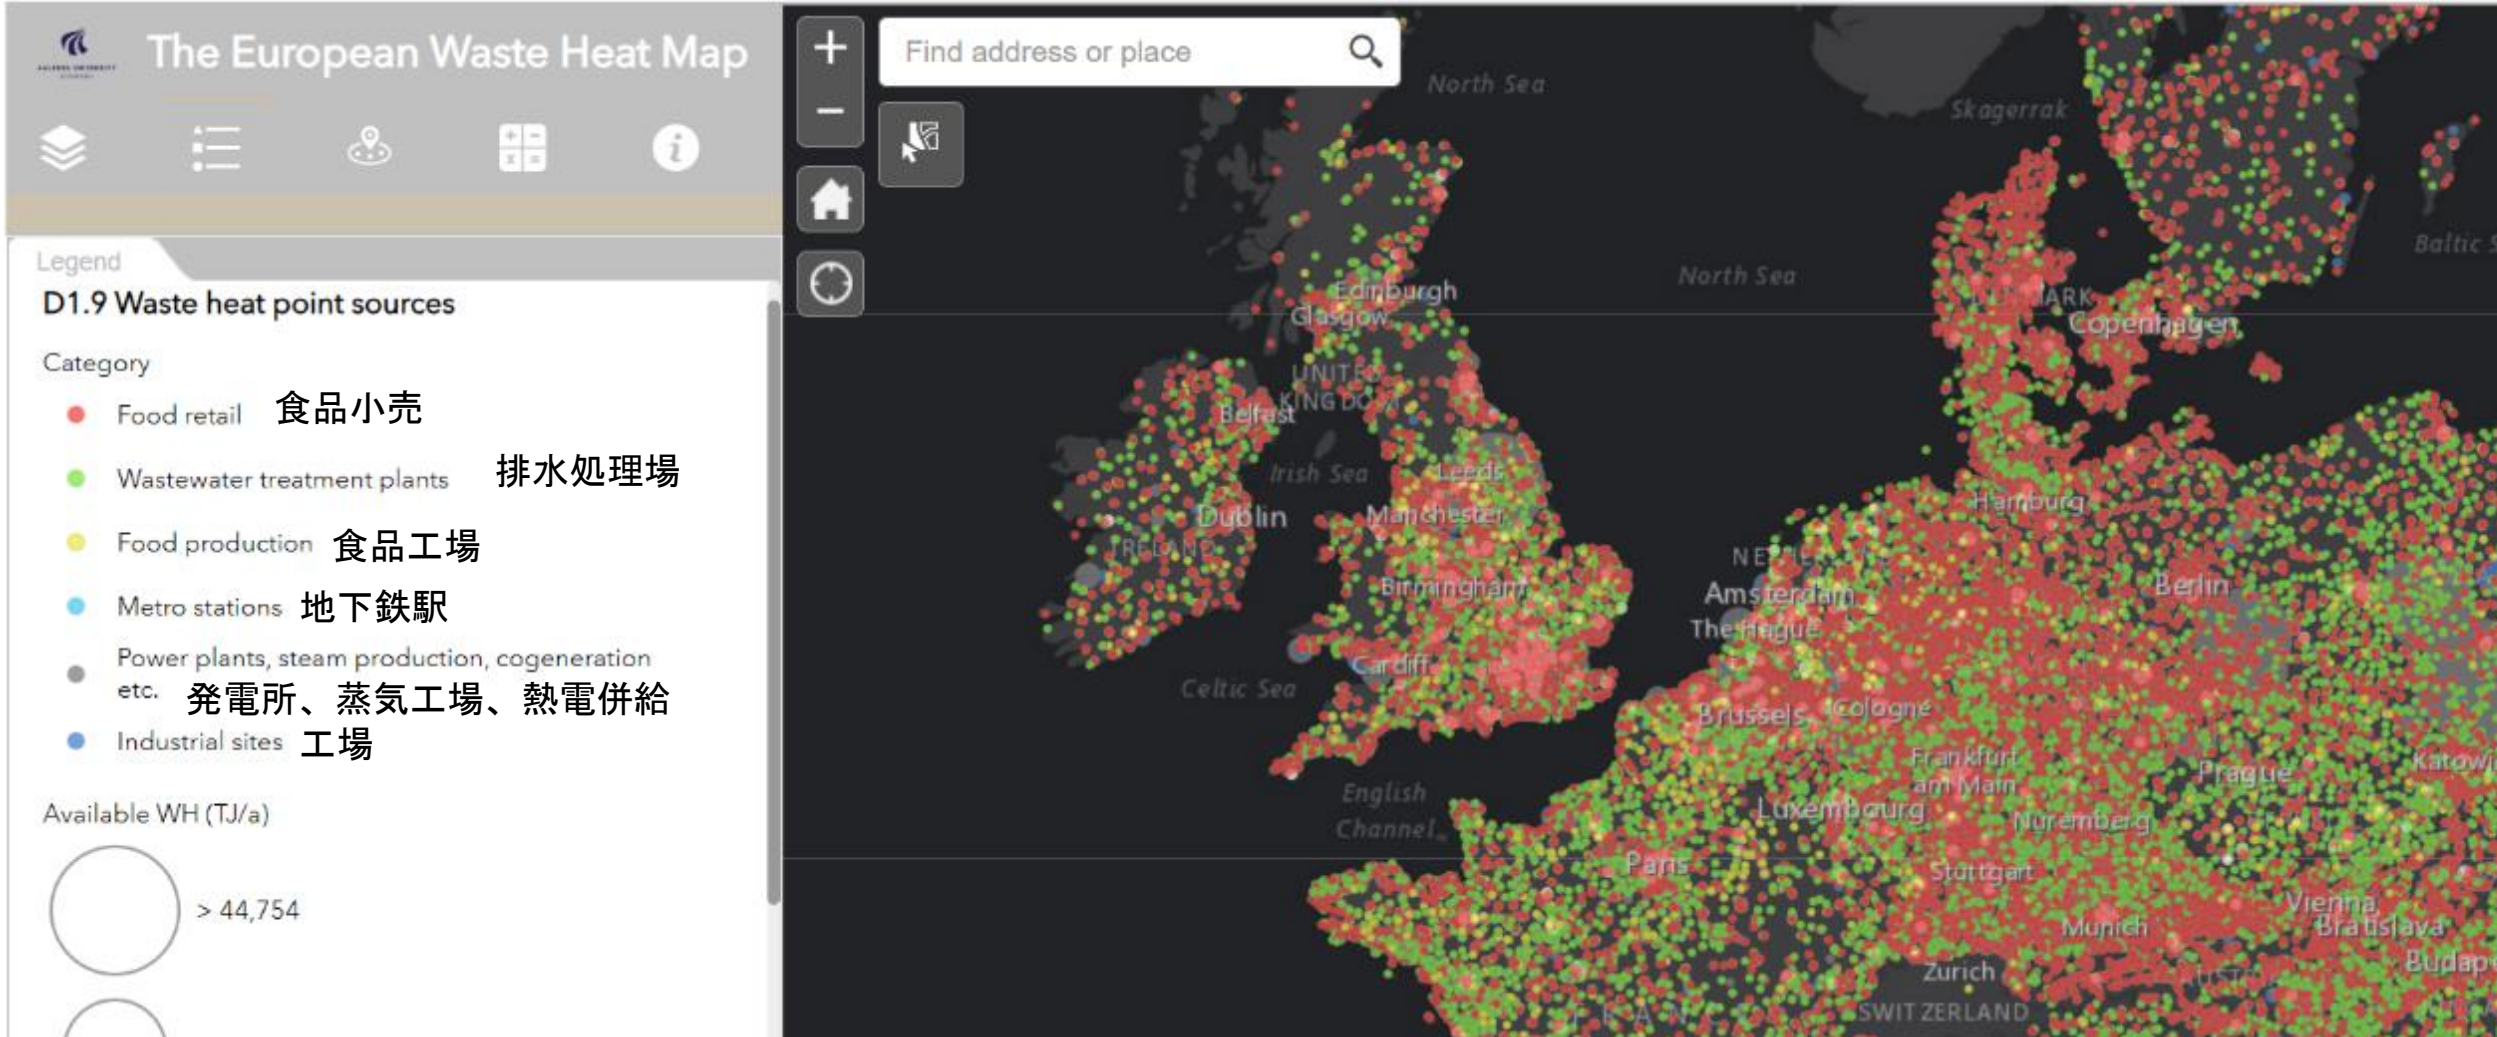 The European Waste Heat Map
Find address or place
Legend
D1.9 Waste heat point sources
Category
Food retail 食品小売
Wastewater treatment plants 排水処理場
Food production 食品工場
Metro stations 地下鉄駅
Power plants, steam production, cogeneration
etc. 発電所、蒸気工場、熱電併給
Industrial sites 工場
Available WH (TJ/a)
> 44,754
North Sea
Skagerrak
Baltic
North Sea
Edinburgh
Glasgow
Copenhagen
UNITED
KINGDOM
Belfast
Irish Sea
Leeds
Dublin
Manchester
IRELAND
Hamburg
Birmingham
Amsterdam
The Hague
Berlin
Celtic Sea
Cardiff
Brussels
Cologne
English
Channel
Frankfurt
am Main
Prague
Luxembourg
Nuremberg
Paris
Stuttgart
Vienna
Bratislava
Munich
Zurich
SWITZERLAND